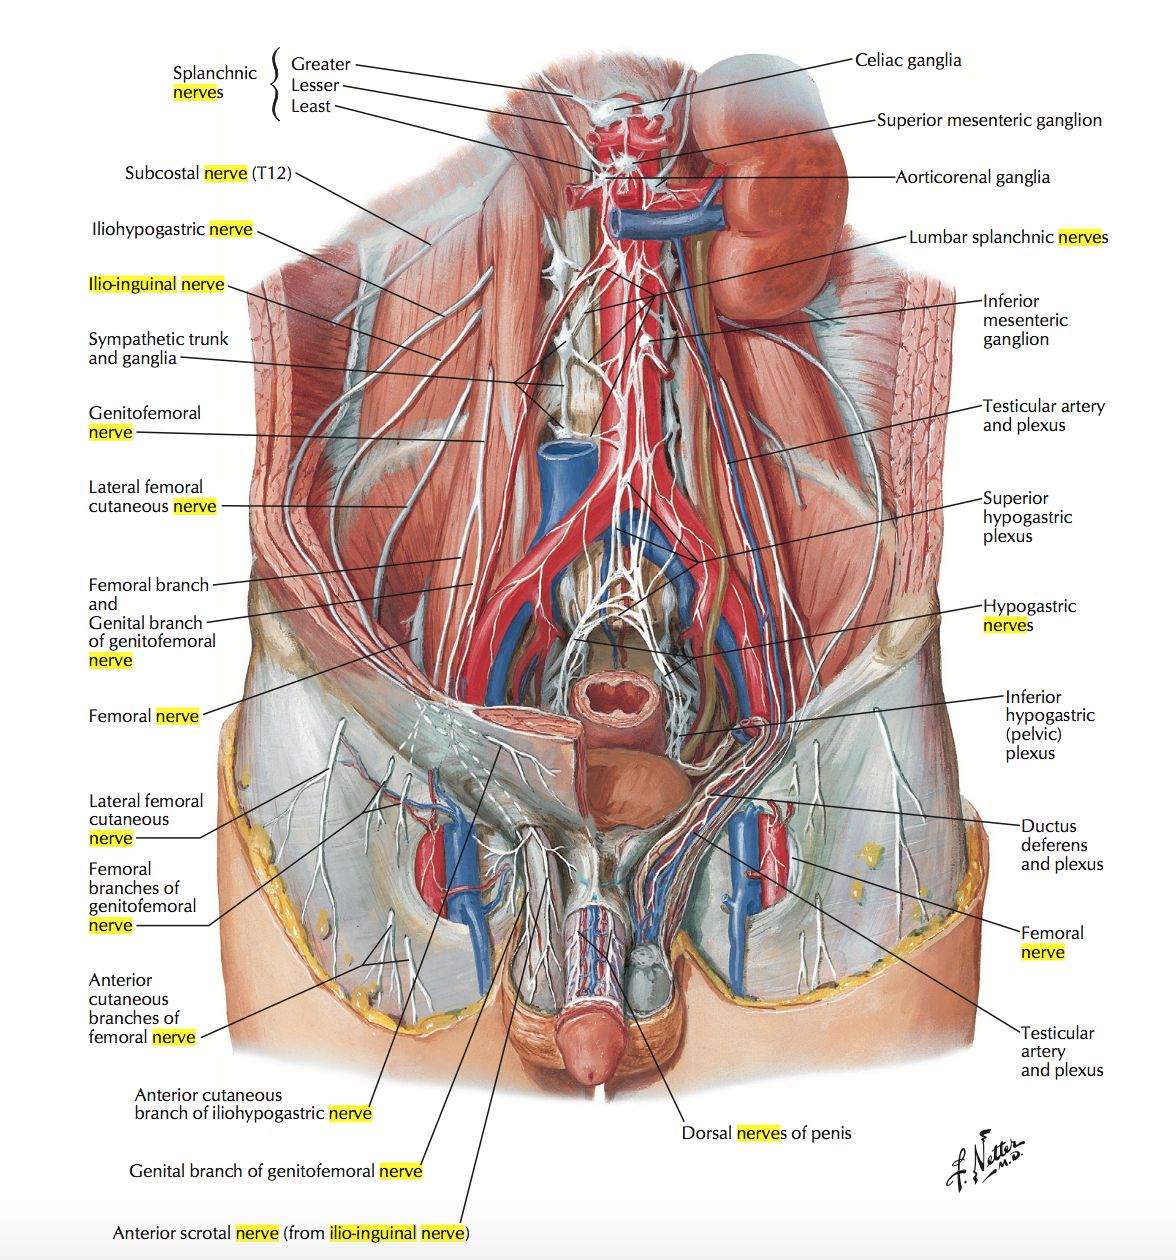 Splanchnic
nerves
Greater
Lesser
Least
Subcostal nerve (T12)
Iliohypogastric nerve
Ilio-inguinal nerve
Sympathetic trunk
and ganglia
Genitofemoral
nerve
Lateral femoral
cutaneous nerve
Femoral branch
and
Genital branch
of genitofemoral
nerve
Femoral nerve
Lateral femoral
cutaneous
nerve
Femoral
branches of
genitofemoral
nerve
Anterior
cutaneous
branches of
femoral nerve
Anterior cutaneous
branch of iliohypogastric nerve
Genital branch of genitofemoral nerve
Anterior scrotal nerve (from ilio-inguinal nerve)
Celiac ganglia
Superior mesenteric ganglion
Aorticorenal ganglia
Lumbar splanchnic nerves
Inferior
mesenteric
ganglion
Testicular artery
and plexus
Superior
hypogastric
plexus
Hypogastric
nerves
Inferior
hypogastric
(pelvic)
plexus
Ductus
deferens
and plexus
Femoral
nerve
Testicular
artery
and plexus
Dorsal nerves of penis
F. Netter
M.D.